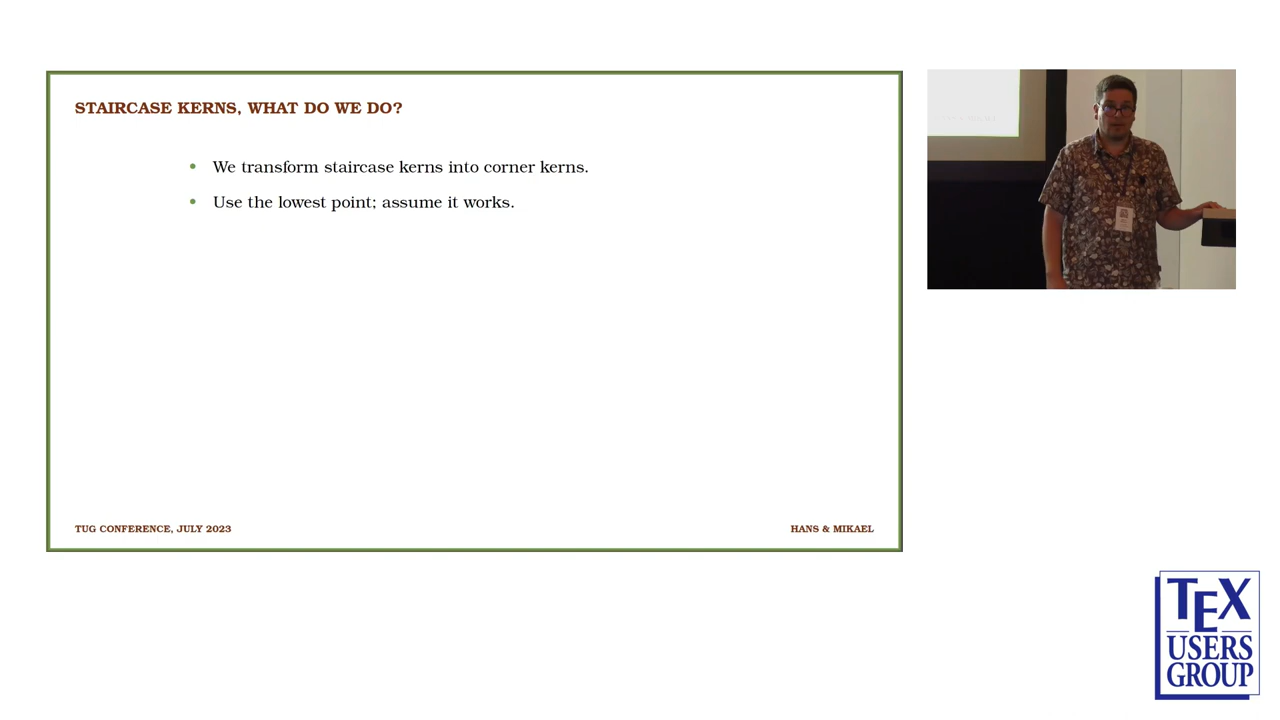 STAIRCASE KERNS, WHAT DO WE DO?
• We transform staircase kerns into corner kerns.
• Use the lowest point; assume it works.
TUG CONFERENCE, JULY 2023
HANS & MIKAEL
TEX
USERS
GROUP